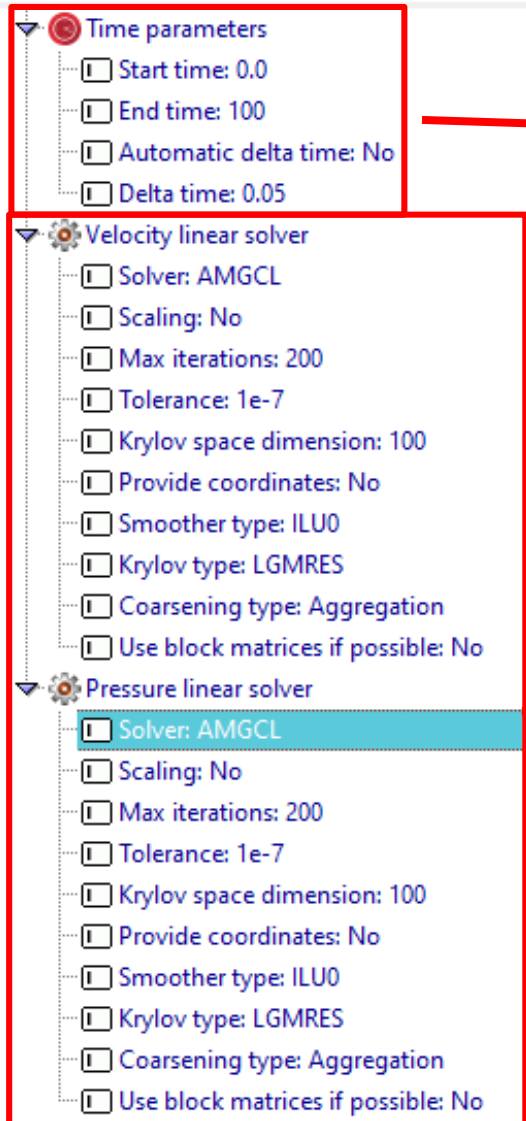 Time parameters
Start time: 0.0
End time: 100
Automatic delta time: No
Delta time: 0.05
Velocity linear solver
Solver: AMGCL
Scaling: No
Max iterations: 200
Tolerance: 1e-7
Krylov space dimension: 100
Provide coordinates: No
Smoother type: ILU0
Krylov type: LGMRES
Coarsening type: Aggregation
Use block matrices if possible: No
Pressure linear solver
Solver: AMGCL
Scaling: No
Max iterations: 200
Tolerance: 1e-7
Krylov space dimension: 100
Provide coordinates: No
Smoother type: ILU0
Krylov type: LGMRES
Coarsening type: Aggregation
Use block matrices if possible: No